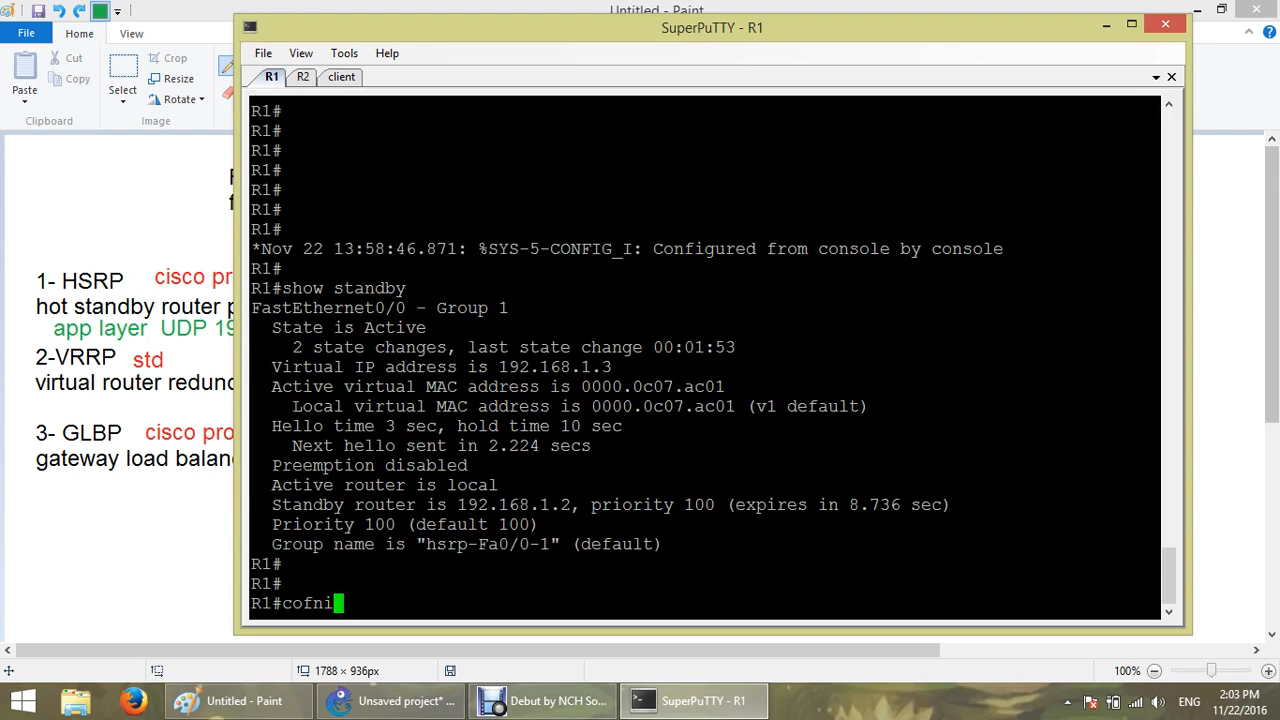 Untitled - Paint
SuperPuTTY - R1
File
Home
View
Cut
Copy
Paste
Clipboard
Select
Crop
Resize
Rotate
Image
File View Tools Help
R1 R2 client
R1#
R1#
R1#
R1#
R1#
R1#
R1#
*Nov 22 13:58:46.871: %SYS-5-CONFIG_I: Configured from console by console
R1#
R1#show standby
FastEthernet0/0 - Group 1
State is Active
2 state changes, last state change 00:01:53
Virtual IP address is 192.168.1.3
Active virtual MAC address is 0000.0c07.ac01
Local virtual MAC address is 0000.0c07.ac01 (v1 default)
Hello time 3 sec, hold time 10 sec
Next hello sent in 2.224 secs
Preemption disabled
Active router is local
Standby router is 192.168.1.2, priority 100 (expires in 8.736 sec)
Priority 100 (default 100)
Group name is "hsrp-Fa0/0-1" (default)
R1#
R1#
R1#cofni
1- HSRP cisco pr
hot standby router p
app layer UDP 19
2-VRRP std
virtual router redun
3- GLBP cisco pro
gateway load balan
1788 × 936px
100%
Untitled - Paint
Unsaved project* ...
Debut by NCH So...
SuperPuTTY - R1
ENG
2:03 PM
11/22/2016